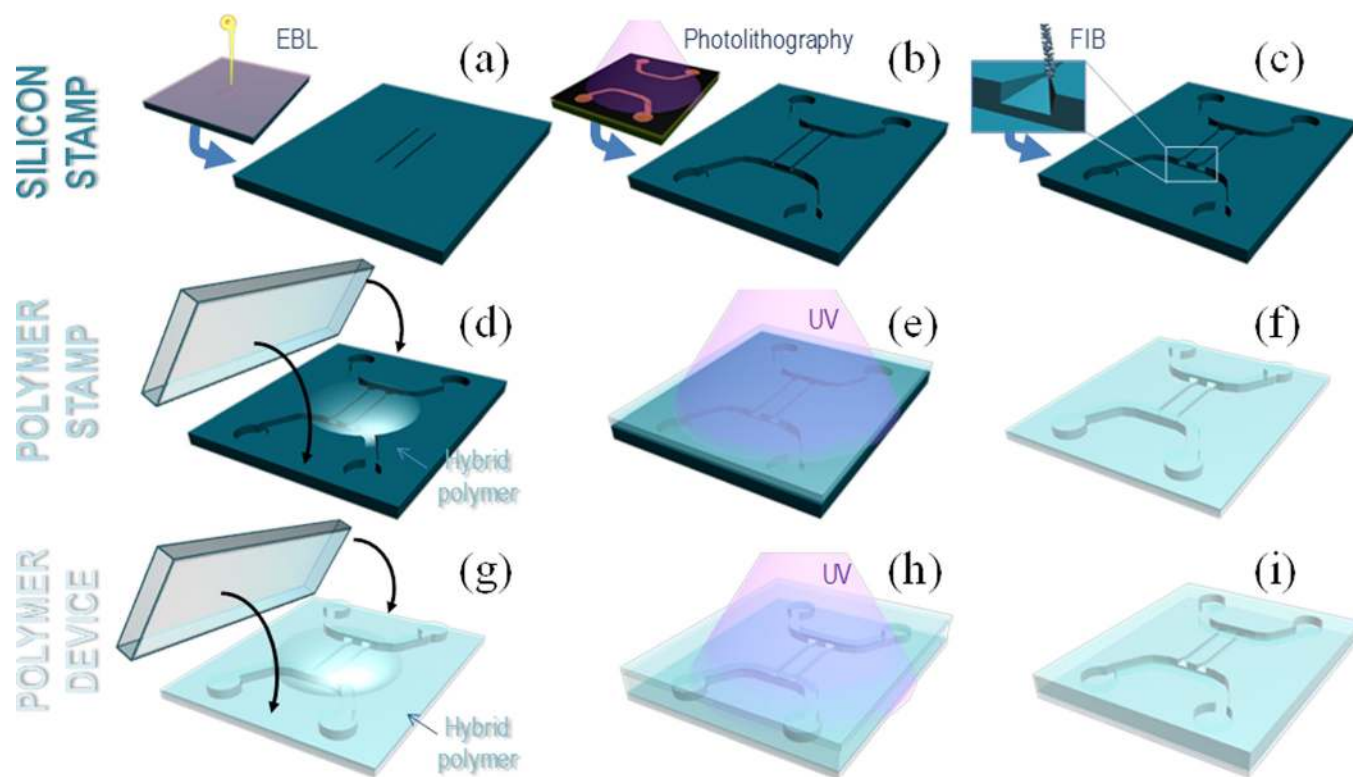 SILICON
STAMP
EBL
(a)
Photolithography
(b)
FIB
(c)
POLYMER
STAMP
(d)
Hybrid
polymer
UV
(e)
(f)
POLYMER
DEVICE
(g)
Hybrid
polymer
UV
(h)
(i)